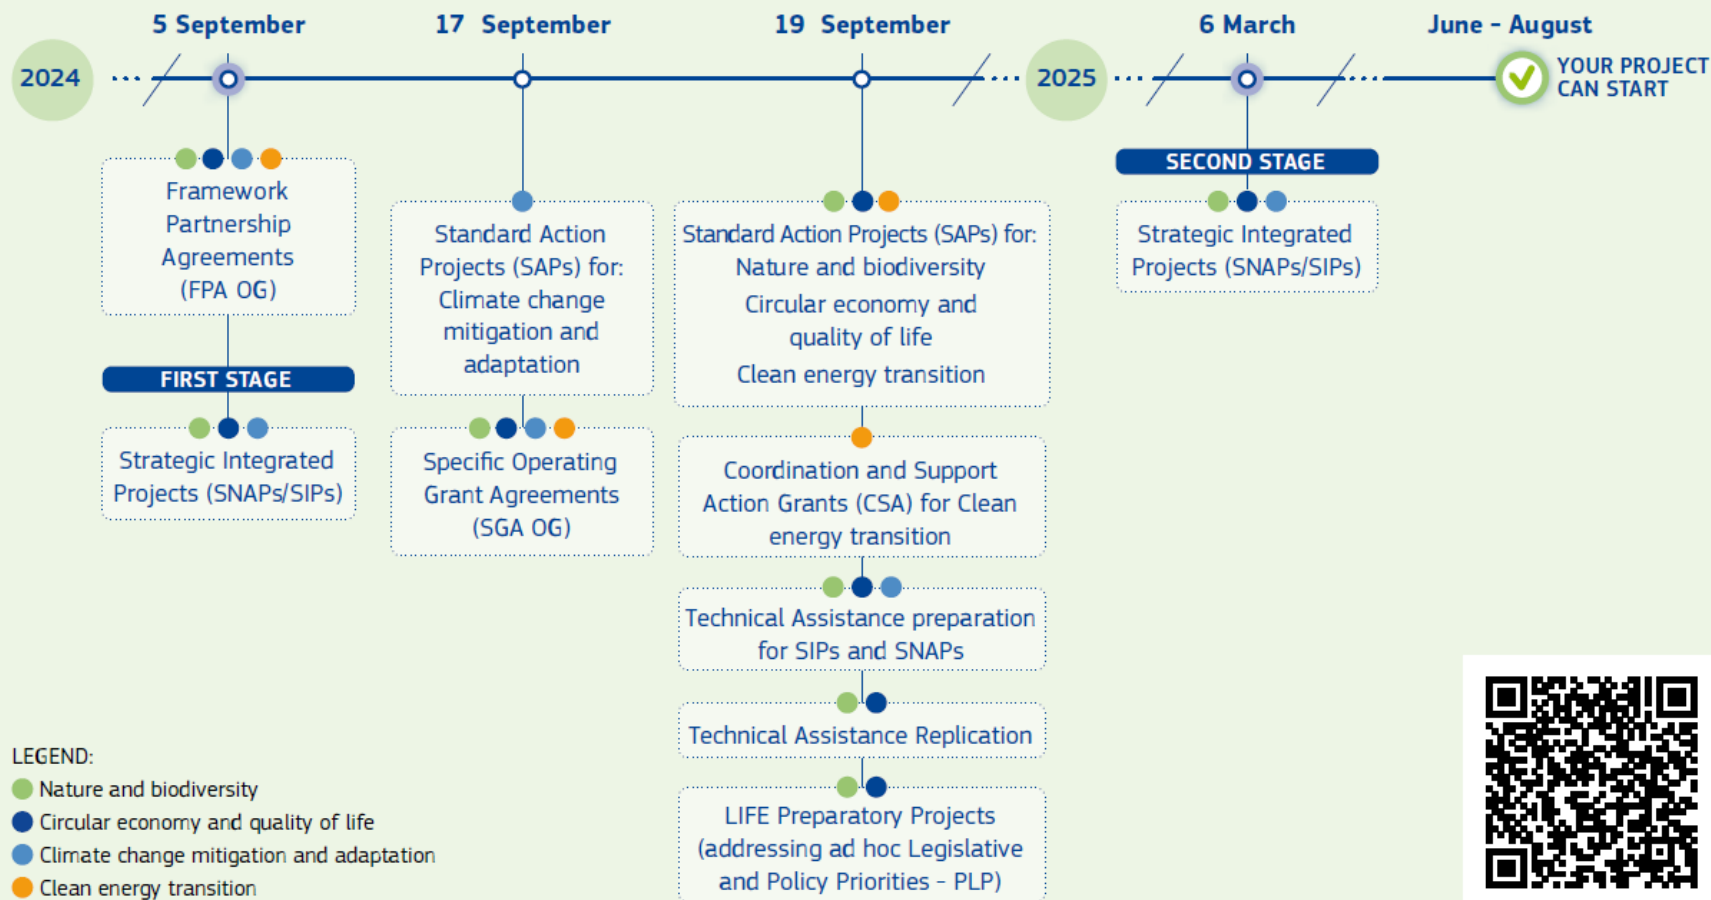 5 September
17 September
19 September
6 March
June - August
2024
2025
YOUR PROJECT
CAN START
Framework
Partnership
Agreements
(FPA OG)
FIRST STAGE
Strategic Integrated
Projects (SNAPs/SIPs)
Standard Action
Projects (SAPs) for:
Climate change
mitigation and
adaptation
Specific Operating
Grant Agreements
(SGA OG)
Standard Action Projects (SAPs) for:
Nature and biodiversity
Circular economy and
quality of life
Clean energy transition
Coordination and Support
Action Grants (CSA) for Clean
energy transition
Technical Assistance preparation
for SIPs and SNAPs
Technical Assistance Replication
LIFE Preparatory Projects
(addressing ad hoc Legislative
and Policy Priorities - PLP)
SECOND STAGE
Strategic Integrated
Projects (SNAPs/SIPs)
LEGEND:
Nature and biodiversity
Circular economy and quality of life
Climate change mitigation and adaptation
Clean energy transition